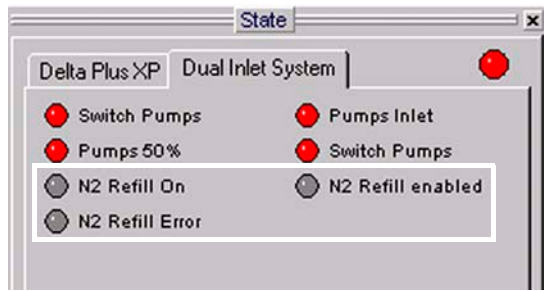 State
Delta Plus XP Dual Inlet System
Switch Pumps Pumps Inlet
Pumps 50% Switch Pumps
N2 Refill On N2 Refill enabled
N2 Refill Error